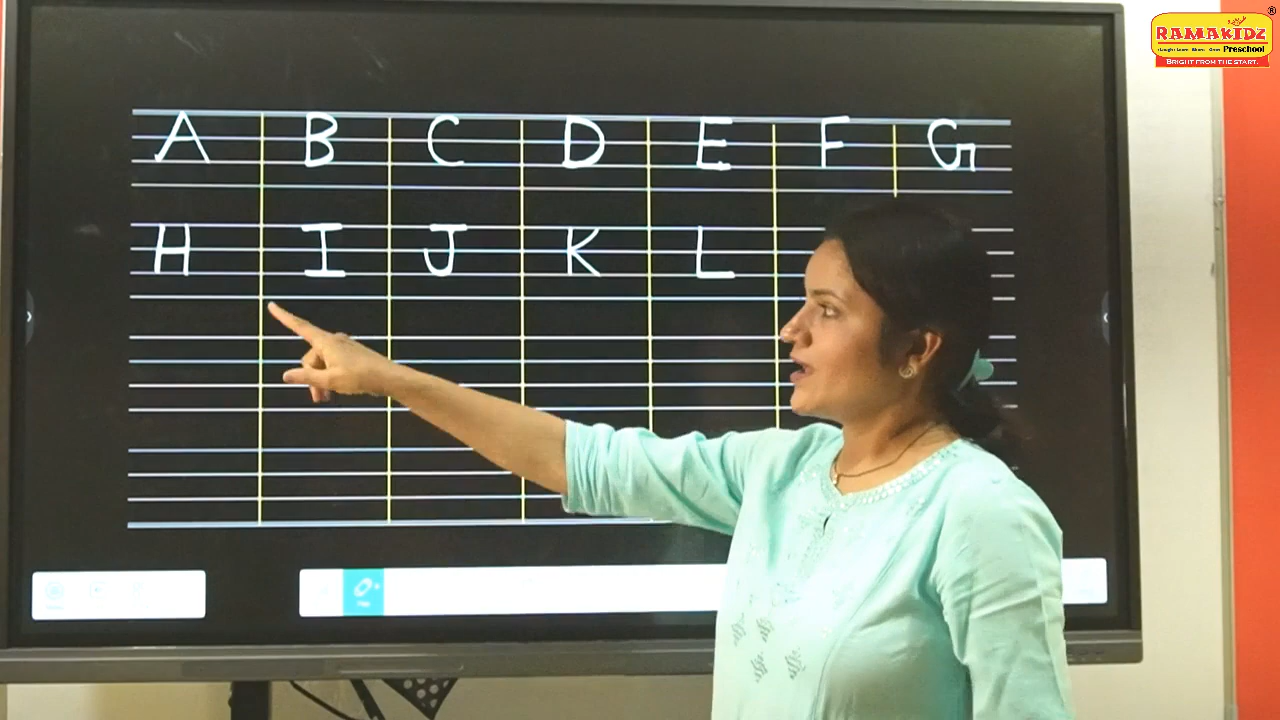 RAMAKIDZ
Preschool
BRIGHT FROM THE START.
A B C D E F G
H I J K L